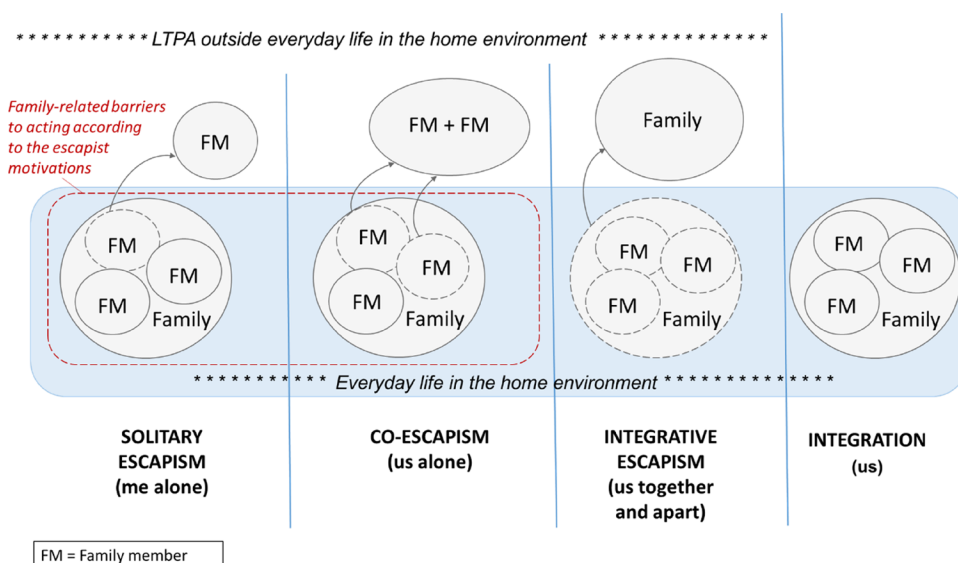 * * * * * * * * * * * LTPA outside everyday life in the home environment * * * * * * * * * * * * * *
Family-related barriers
to acting according
to the escapist
motivations
FM
FM + FM
Family
FM
FM
FM
Family
FM
FM
FM
Family
FM
FM
FM
Family
FM
FM
FM
Family
* * * * * * * * * * * Everyday life in the home environment * * * * * * * * * * * * * *
SOLITARY
ESCAPISM
(me alone)
CO-ESCAPISM
(us alone)
INTEGRATIVE
ESCAPISM
(us together
and apart)
INTEGRATION
(us)
FM = Family member